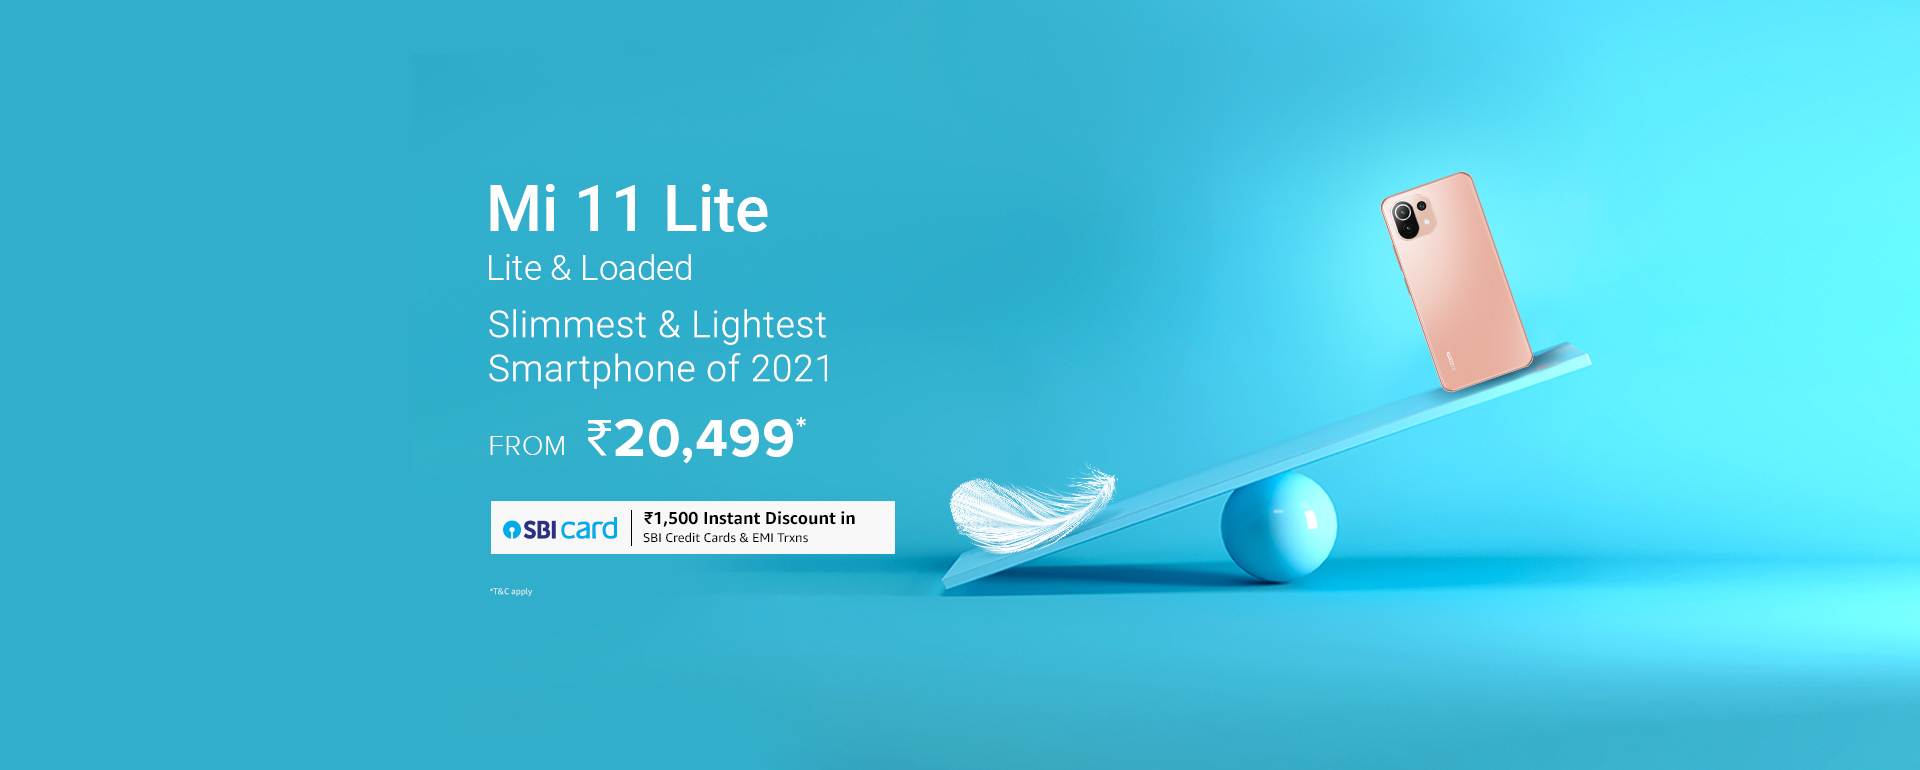 Mi 11 Lite
Lite & Loaded
Slimmest & Lightest
Smartphone of 2021
FROM ₹20,499*
SBI card
₹1,500 Instant Discount in
SBI Credit Cards & EMI Trxns
*T&C apply